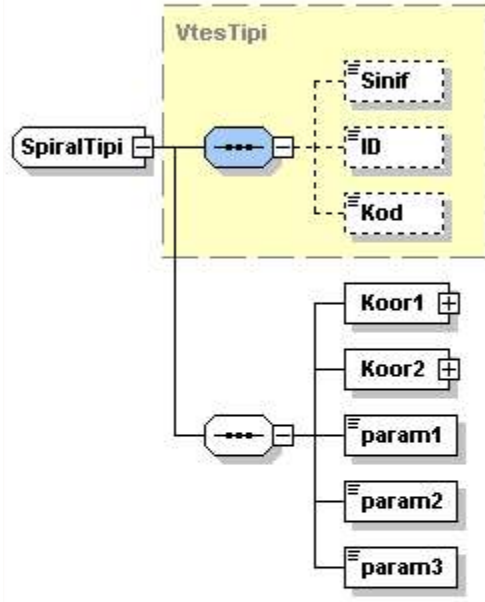 VtesTipi
Sinif
SpiralTipi
ID
Kod
Koor1
Koor2
param1
param2
param3